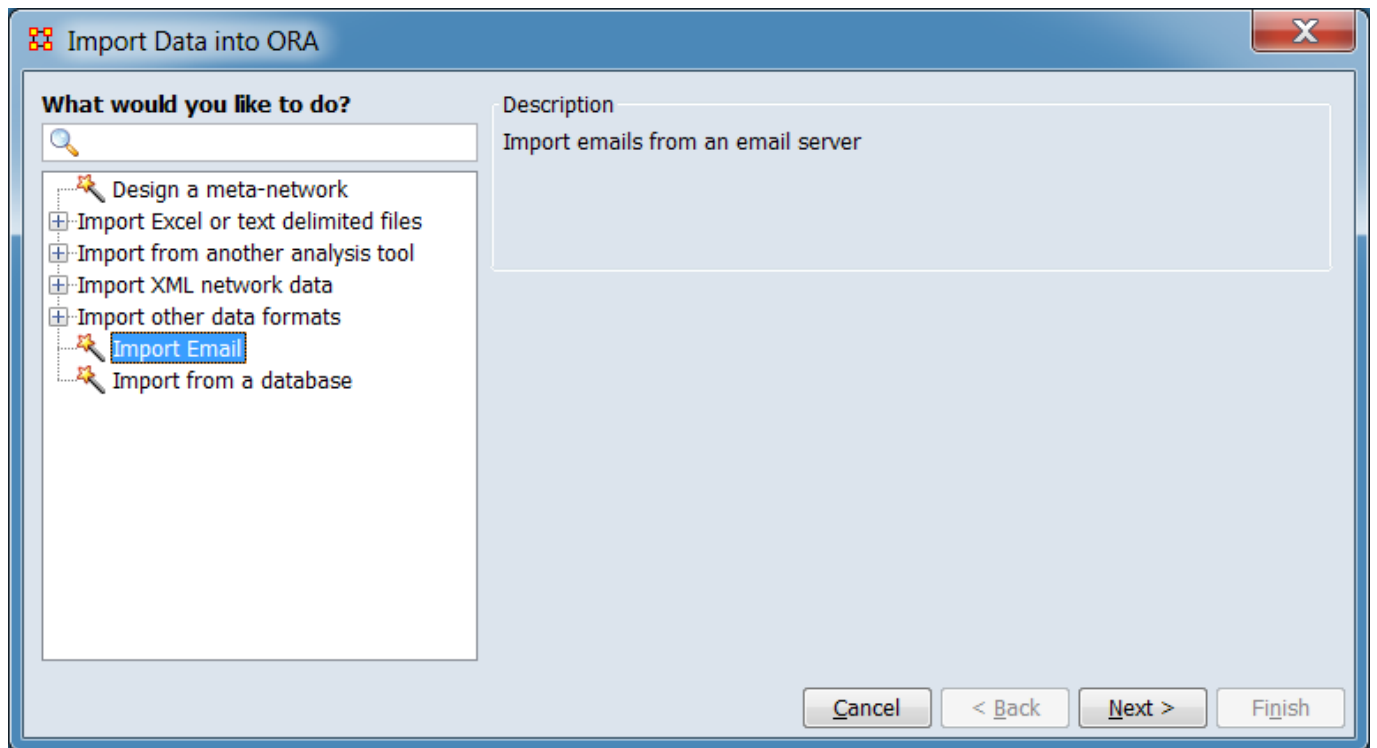 Import Data into ORA
What would you like to do?
Design a meta-network
Import Excel or text delimited files
Import from another analysis tool
Import XML network data
Import other data formats
Import Email
Import from a database
Description
Import emails from an email server
Cancel
< Back
Next >
Finish